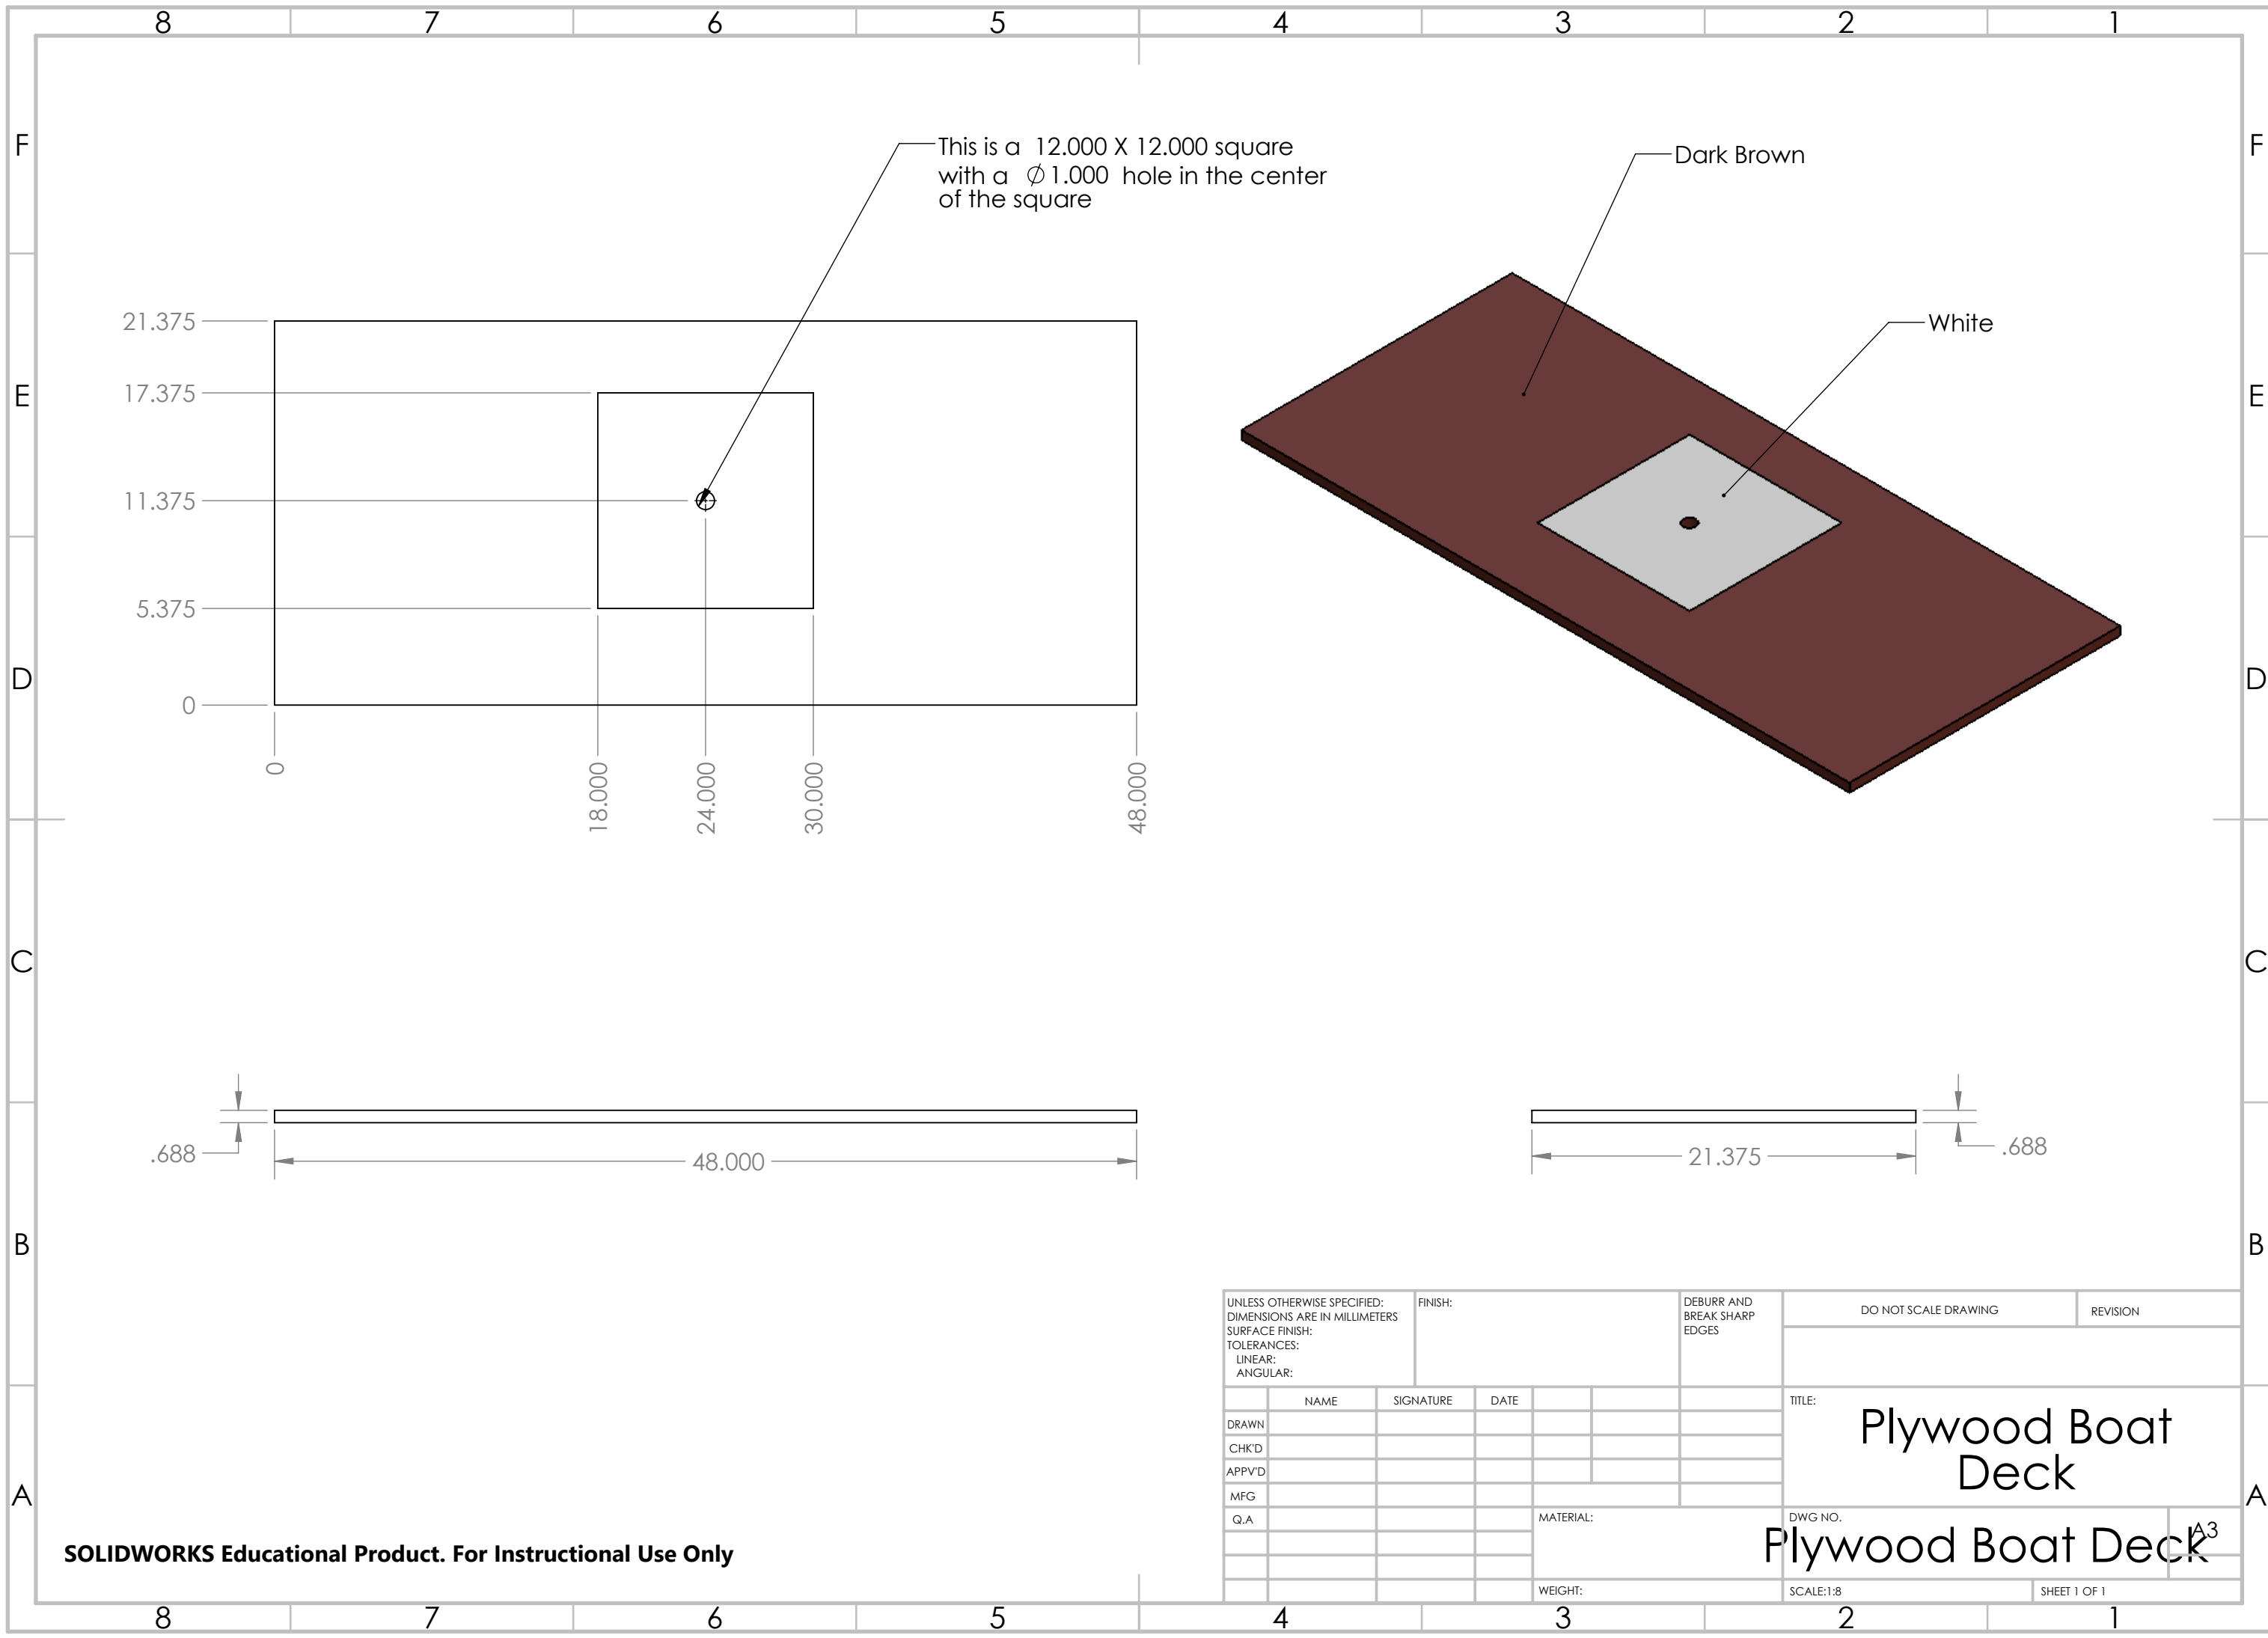 8 7 6 5 4 3 2 1
F F
This is a 12.000 X 12.000 square
with a ∅ 1.000 hole in the center
of the square
Dark Brown
White
21.375
17.375
E E
11.375
5.375
D D
0
0 18.000 24.000 30.000 48.000
C C
.688
48.000
21.375
.688
B B
UNLESS OTHERWISE SPECIFIED:
DIMENSIONS ARE IN MILLIMETERS
SURFACE FINISH:
TOLERANCES:
LINEAR:
ANGULAR:
FINISH:
DEBURR AND
BREAK SHARP
EDGES
DO NOT SCALE DRAWING
REVISION
NAME SIGNATURE DATE
DRAWN
CHK'D
APPV'D
MFG
Q.A
TITLE:
Plywood Boat
Deck
A A
MATERIAL:
DWG NO.
Plywood Boat Deck
A3
WEIGHT:
SCALE:1:8
SHEET 1 OF 1
SOLIDWORKS Educational Product. For Instructional Use Only
8 7 6 5 4 3 2 1